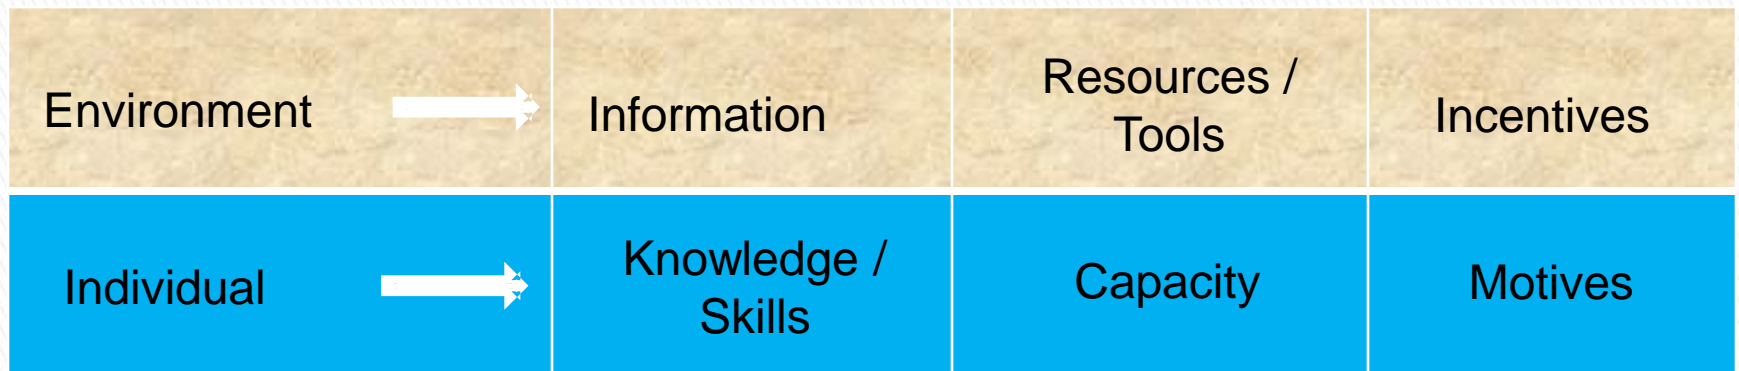 Environment
Information
Resources /
Tools
Incentives
Individual
Knowledge /
Skills
Capacity
Motives